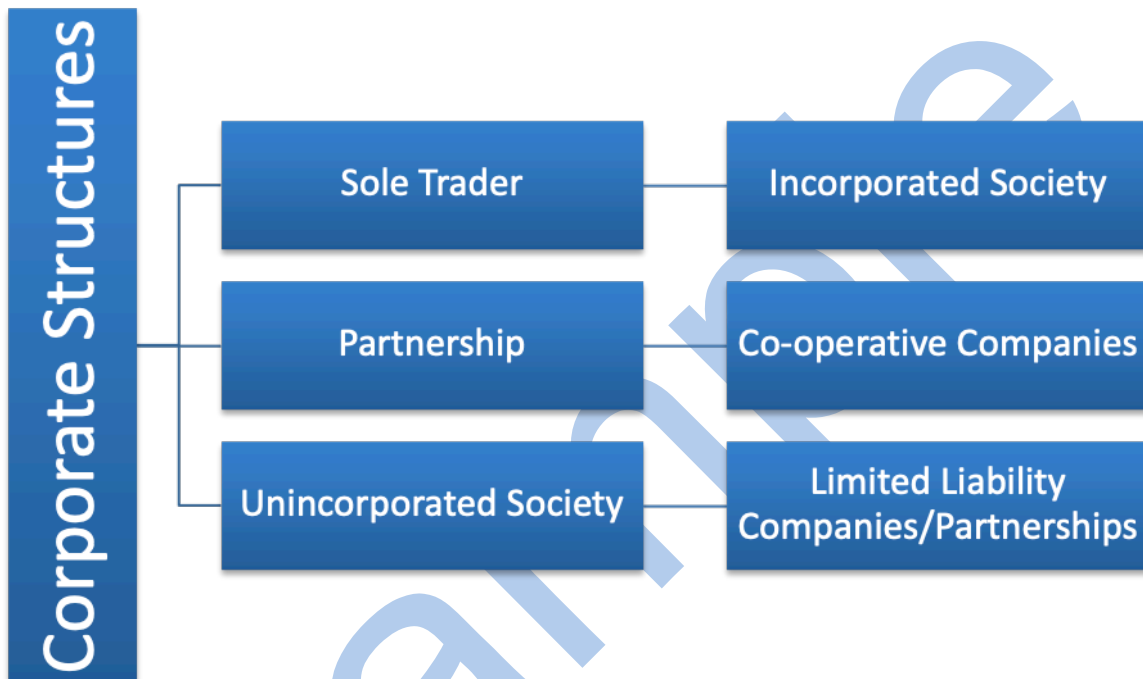 Corporate Structures
Sole Trader
Incorporated Society
Partnership
Co-operative Companies
Unincorporated Society
Limited Liability
Companies/Partnerships